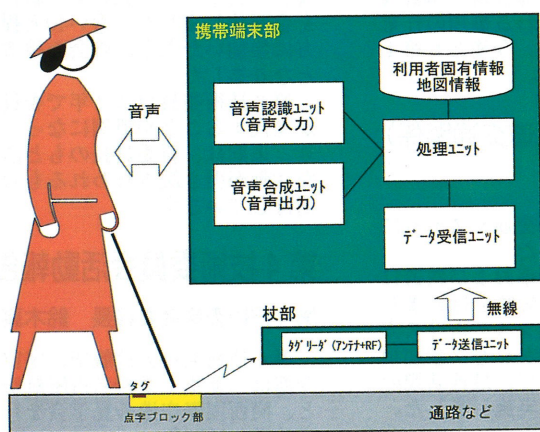 携帯端末部
利用者固有情報
地図情報
音声
音声認識ユニット
(音声入力)
処理ユニット
音声合成ユニット
(音声出力)
データ受信ユニット
無線
杖部
タグリーダ(アンテナ+RF)
データ送信ユニット
タグ
点字ブロック部
通路など